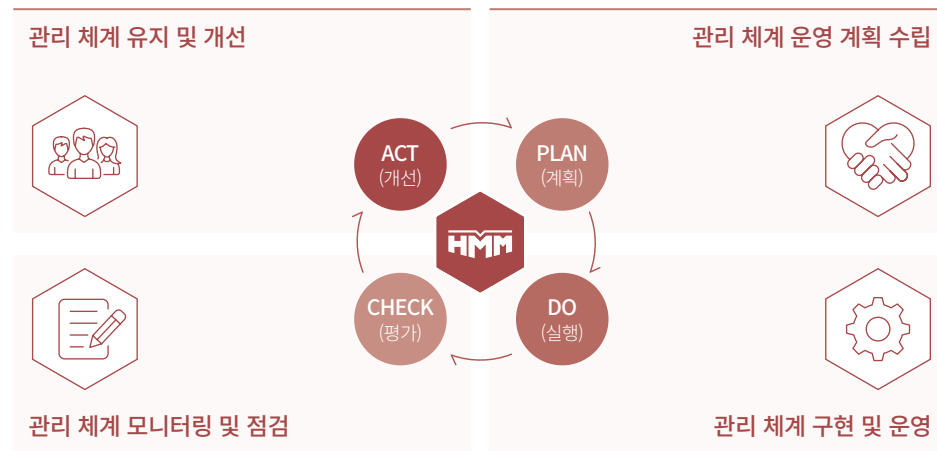 관리 체계 유지 및 개선
관리 체계 운영 계획 수립
ACT
(개선)
PLAN
(계획)
HMM
CHECK
(평가)
DO
(실행)
관리 체계 모니터링 및 점검
관리 체계 구현 및 운영